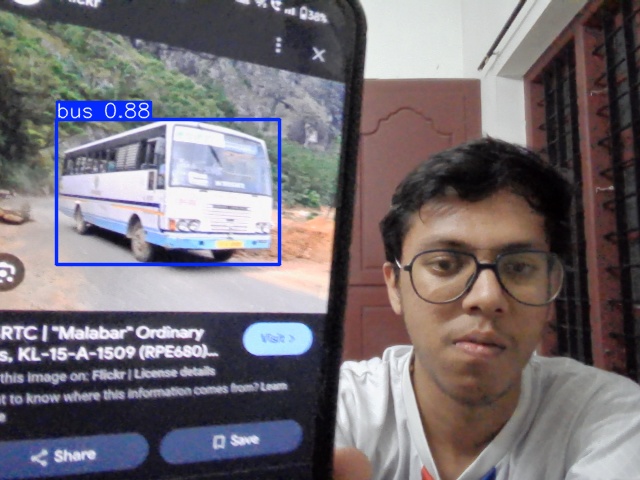 38%
bus 0.88
RTC | "Malabar" Ordinary
s, KL-15-A-1509 (RPE680)...
Visit >
this image on: Flickr | License details
t to know where this information comes from? Learn
Share
Save